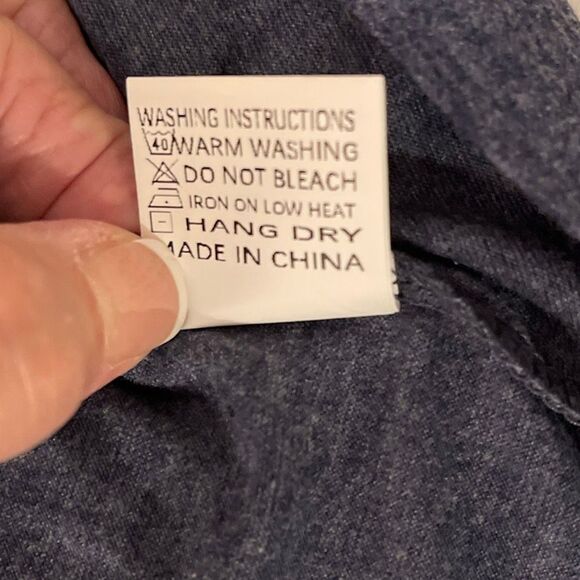 WASHING INSTRUCTIONS
40 WARM WASHING
DO NOT BLEACH
IRON ON LOW HEAT
HANG DRY
MADE IN CHINA